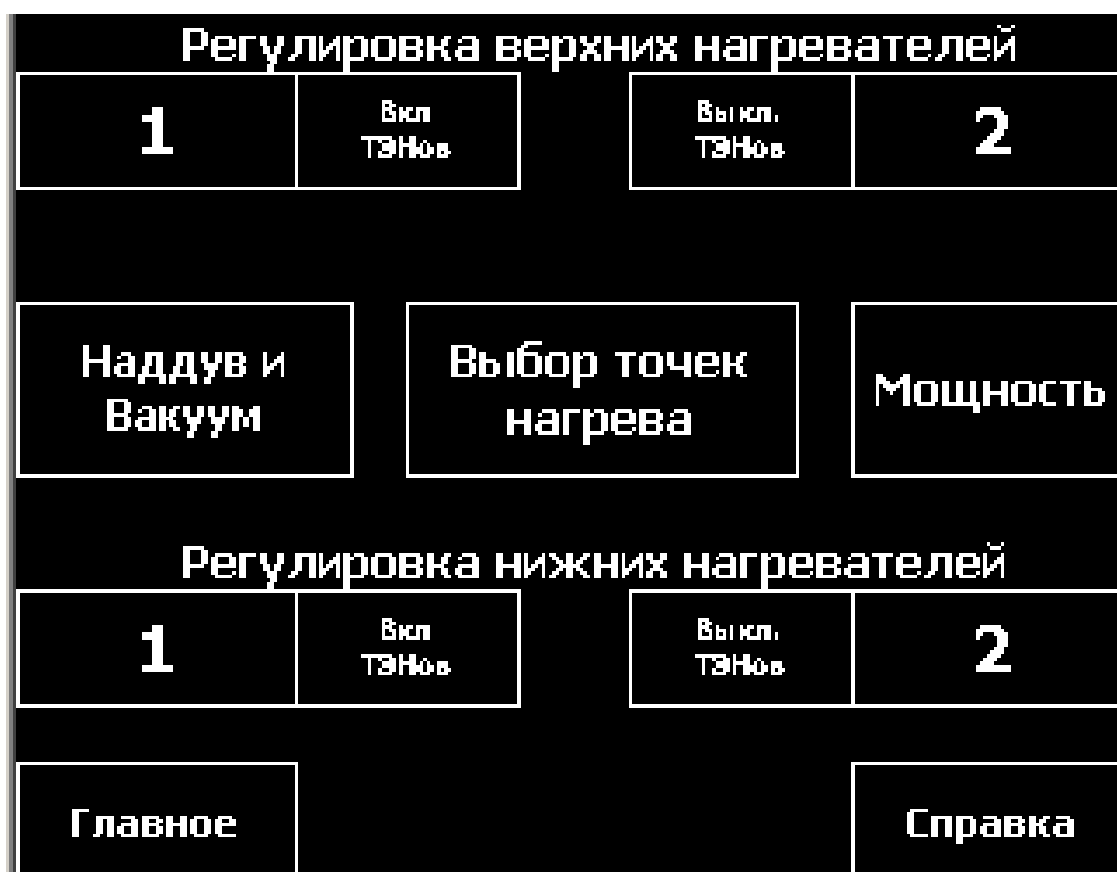 Регулировка верхних нагревателей
1
Вкл
ТЭНов
Выкл.
ТЭНов
2
Наддув и
Вакуум
Выбор точек
нагрева
Мощность
Регулировка нижних нагревателей
1
Вкл
ТЭНов
Выкл.
ТЭНов
2
Главное
Справка